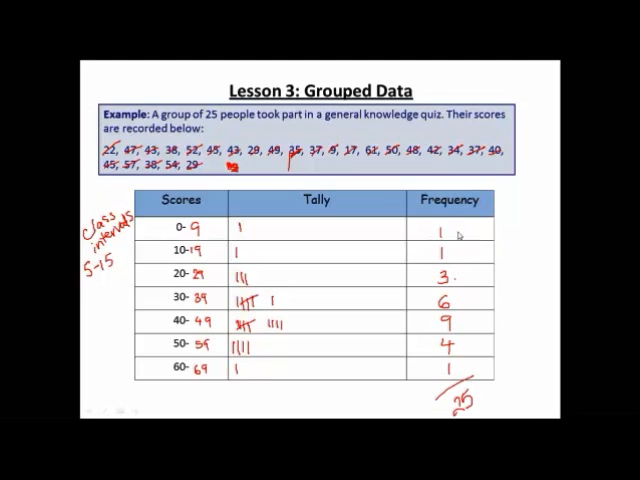 Lesson 3: Grouped Data
Example: A group of 25 people took part in a general knowledge quiz. Their scores
are recorded below:
22, 47, 43, 38, 52, 45, 43, 29, 49, 35, 37, 9, 17, 61, 50, 48, 42, 34, 37, 40,
45, 57, 38, 54, 29
Scores Tally Frequency
class
intervals
5-15
0-9 1
10-19 1
20-29 3
30-39 6
40-49 9
50-59 4
60-69 1
25